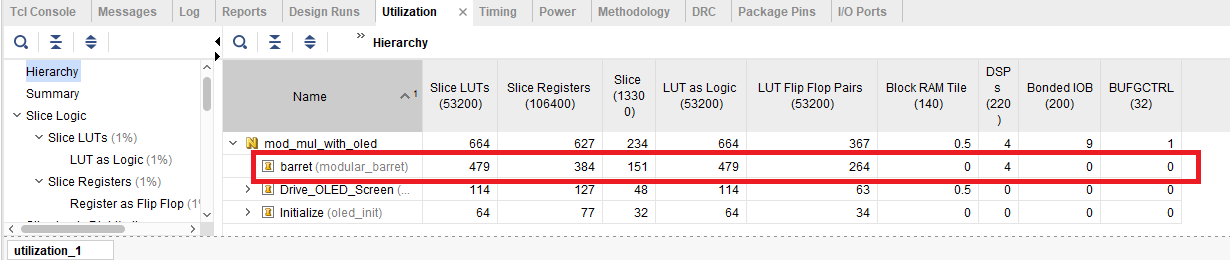 Tcl Console Messages Log Reports Design Runs Utilization × Timing Power Methodology DRC Package Pins I/O Ports
» Hierarchy
Hierarchy
Summary
Slice Logic
Slice LUTs (1%)
LUT as Logic (1%)
Slice Registers (1%)
Register as Flip Flop (1%
Name 1 Slice LUTs (53200) Slice Registers (106400) Slice (13300) LUT as Logic (53200) LUT Flip Flop Pairs (53200) Block RAM Tile (140) DSPs (220) Bonded IOB (200) BUFGCTRL (32)
N mod_mul_with_oled 664 627 234 664 367 0.5 4 9 1
barret (modular_barret) 479 384 151 479 264 0 4 0 0
Drive_OLED_Screen (... 114 127 48 114 63 0.5 0 0 0
Initialize (oled_init) 64 77 32 64 34 0 0 0 0
utilization_1